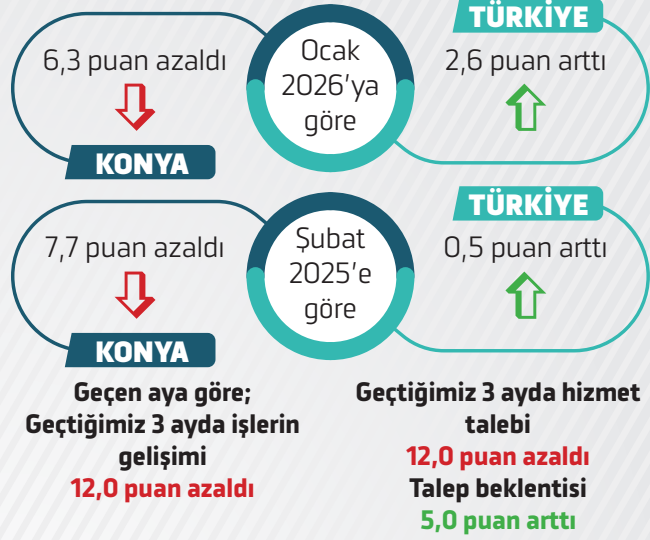 TÜRKİYE
6,3 puan azaldı
Ocak
2026'ya
göre
2,6 puan arttı
KONYA
TÜRKİYE
7,7 puan azaldı
Şubat
2025'e
göre
0,5 puan arttı
KONYA
Geçen aya göre;
Geçtiğimiz 3 ayda işlerin
gelişimi
12,0 puan azaldı
Geçtiğimiz 3 ayda hizmet
talebi
12,0 puan azaldı
Talep beklentisi
5,0 puan arttı